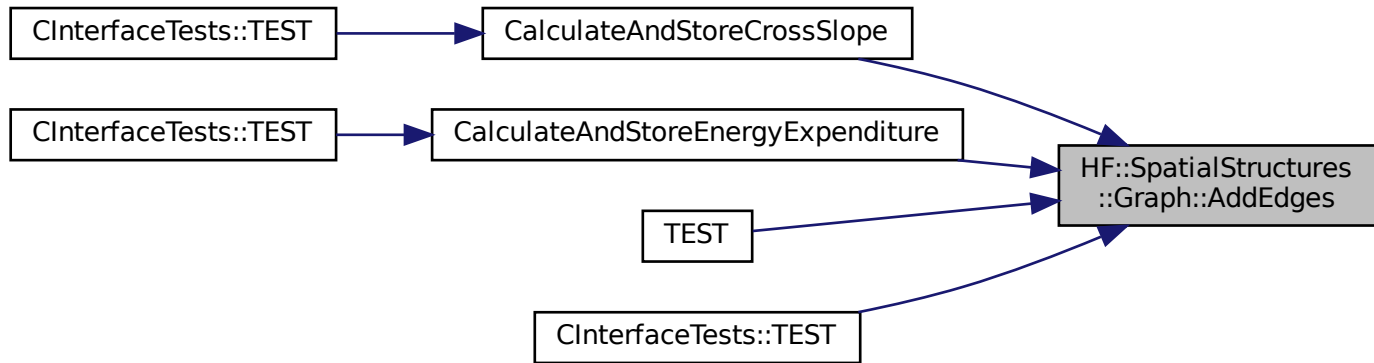 CInterfaceTests::TEST
CalculateAndStoreCrossSlope
CInterfaceTests::TEST
CalculateAndStoreEnergyExpenditure
HF::SpatialStructures
::Graph::AddEdges
TEST
CInterfaceTests::TEST